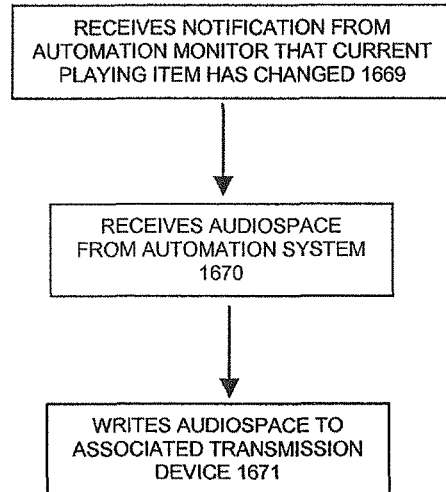 RECEIVES NOTIFICATION FROM
AUTOMATION MONITOR THAT CURRENT
PLAYING ITEM HAS CHANGED 1669
RECEIVES AUDIOSPACE
FROM AUTOMATION SYSTEM
1670
WRITES AUDIOSPACE TO
ASSOCIATED TRANSMISSION
DEVICE 1671